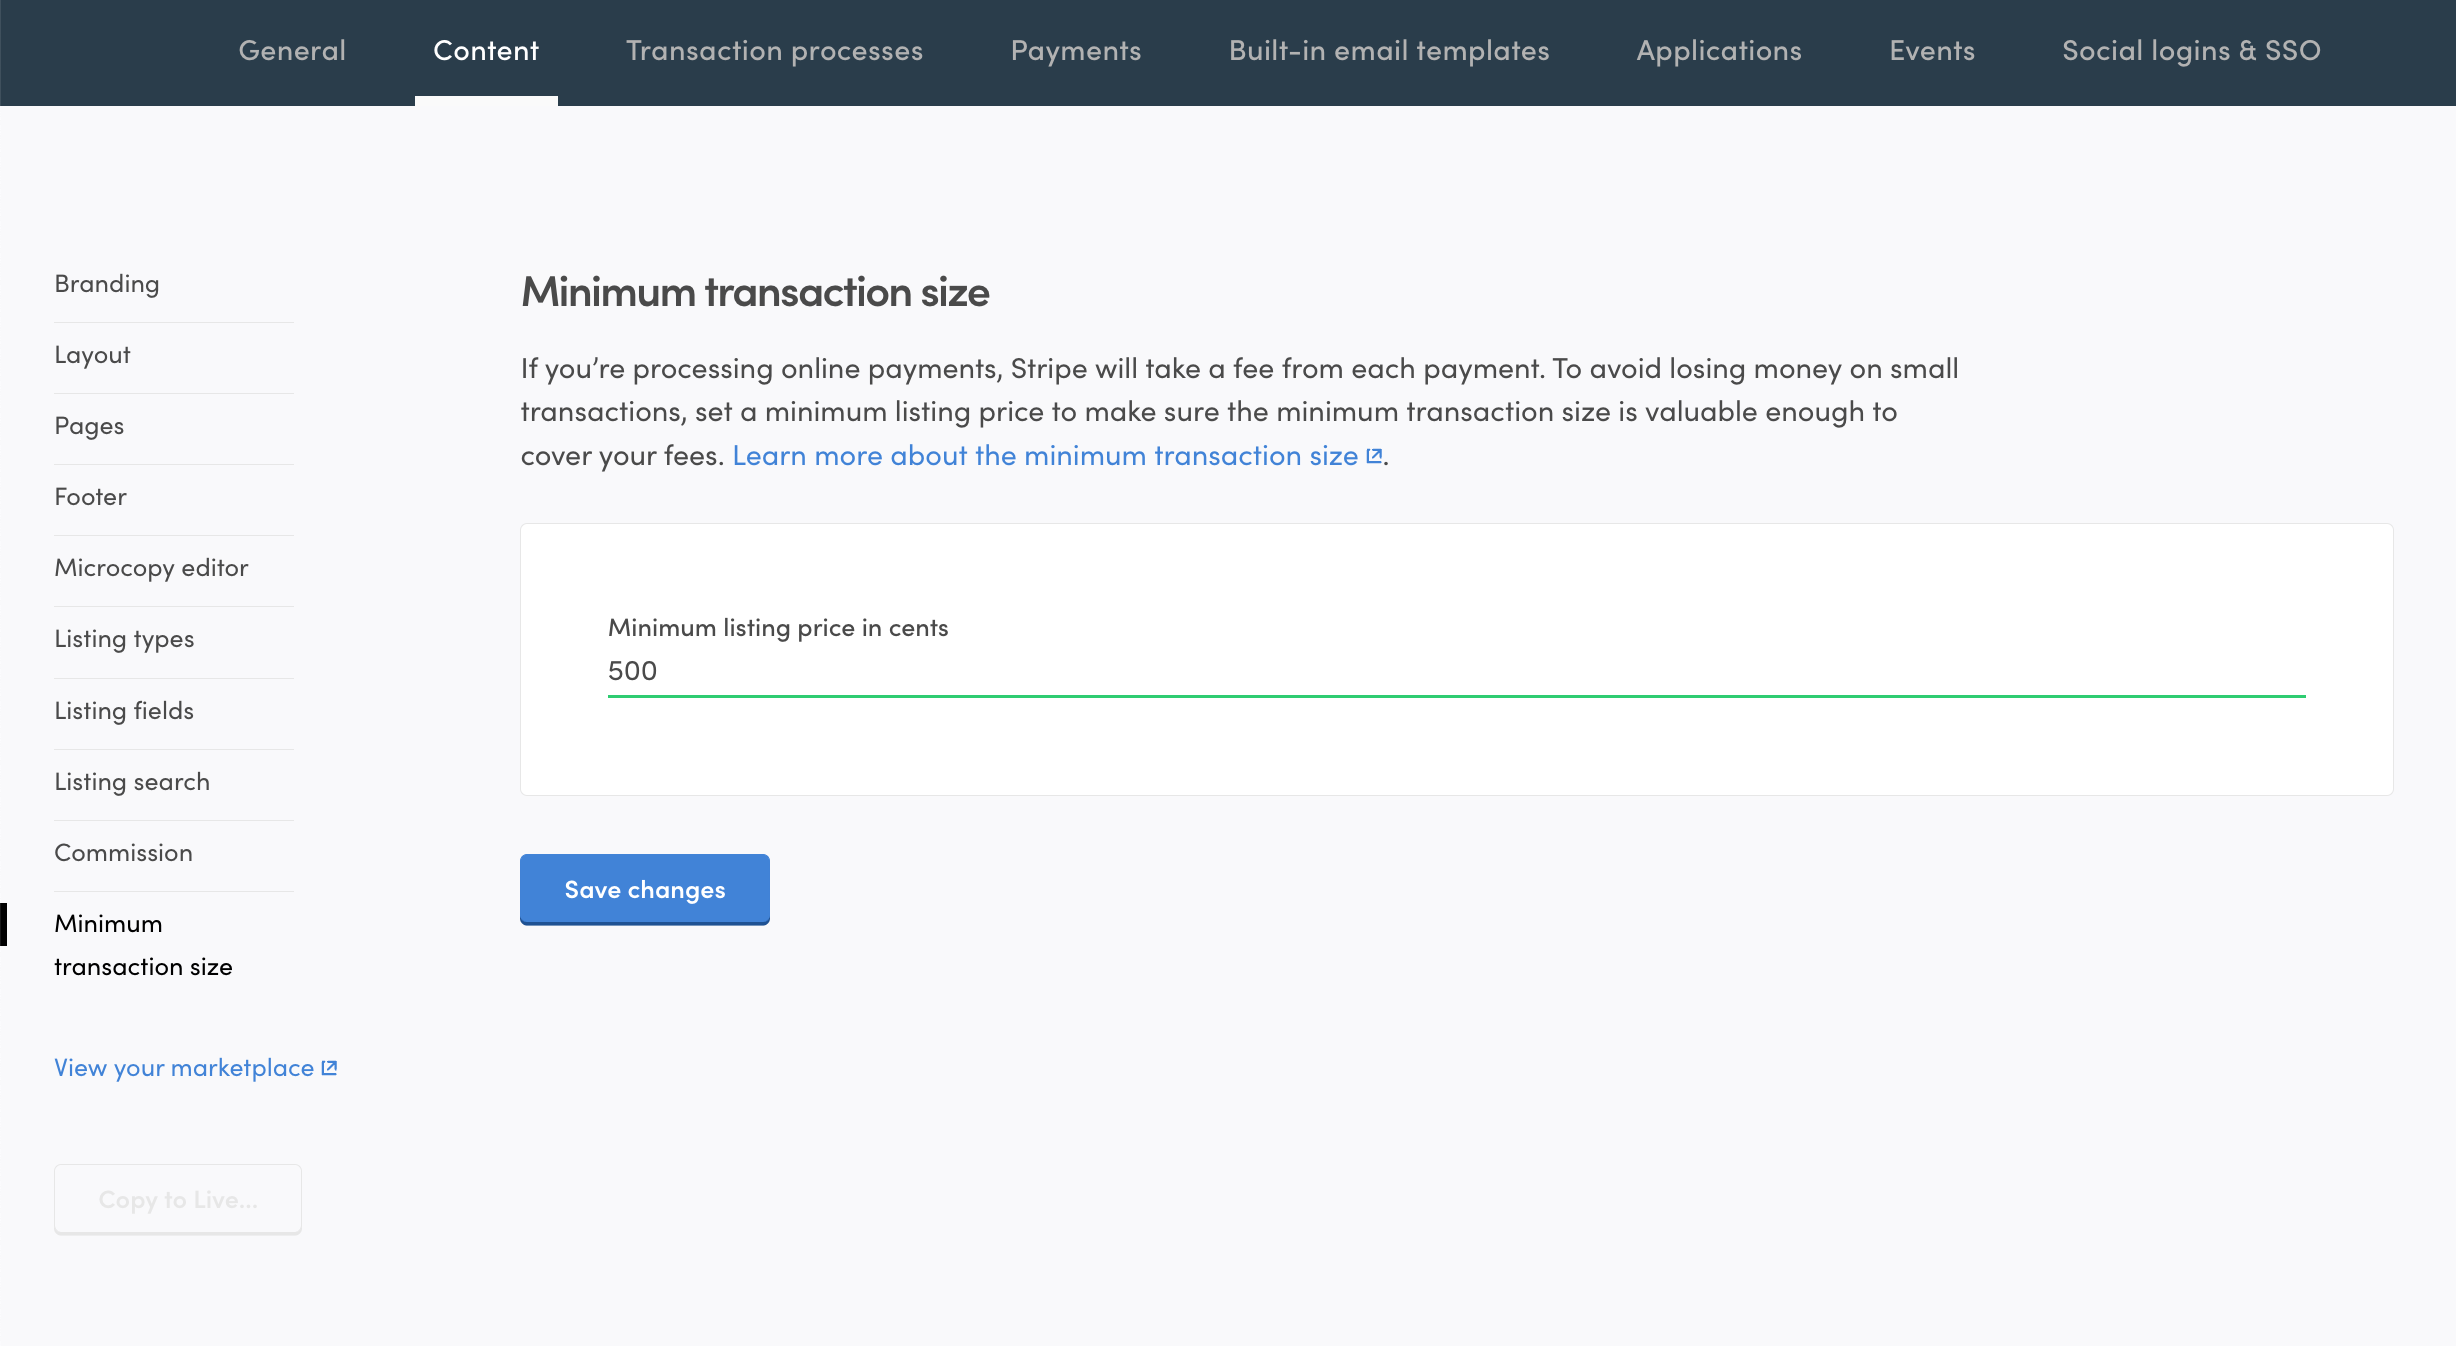 General Content Transaction processes Payments Built-in email templates Applications Events Social logins & SSO
Branding
Layout
Pages
Footer
Microcopy editor
Listing types
Listing fields
Listing search
Commission
Minimum
transaction size
View your marketplace
Copy to Live...
Minimum transaction size
If you’re processing online payments, Stripe will take a fee from each payment. To avoid losing money on small
transactions, set a minimum listing price to make sure the minimum transaction size is valuable enough to
cover your fees. Learn more about the minimum transaction size.
Minimum listing price in cents
500
Save changes